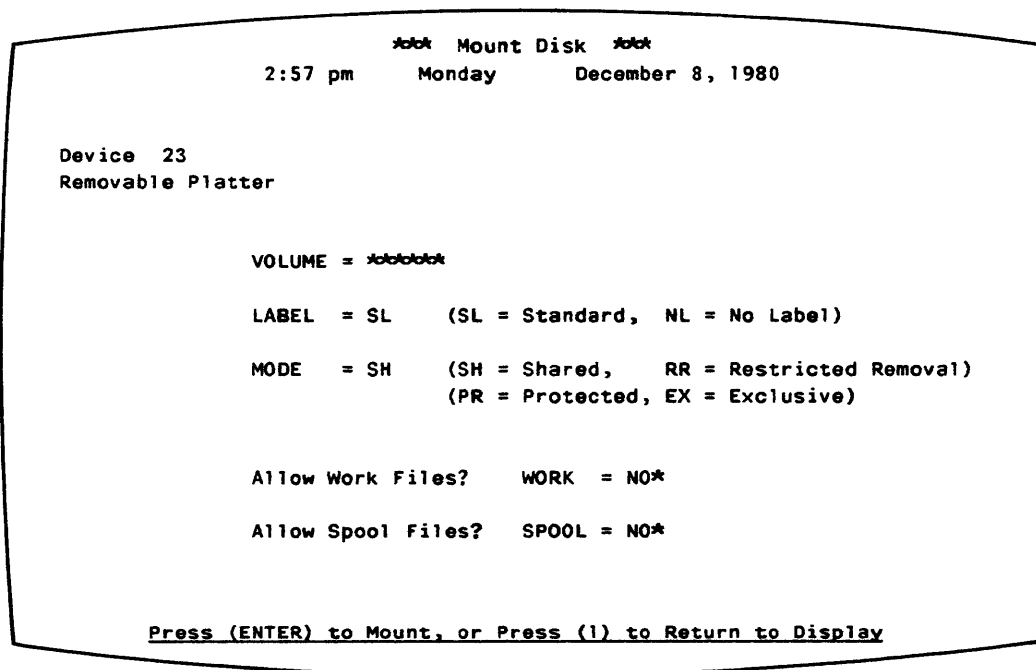 *** Mount Disk ***
2:57 pm Monday December 8, 1980
Device 23
Removable Platter
VOLUME = ******
LABEL = SL (SL = Standard, NL = No Label)
MODE = SH (SH = Shared, RR = Restricted Removal)
(PR = Protected, EX = Exclusive)
Allow Work Files? WORK = NO*
Allow Spool Files? SPOOL = NO*
Press (ENTER) to Mount, or Press (1) to Return to Display